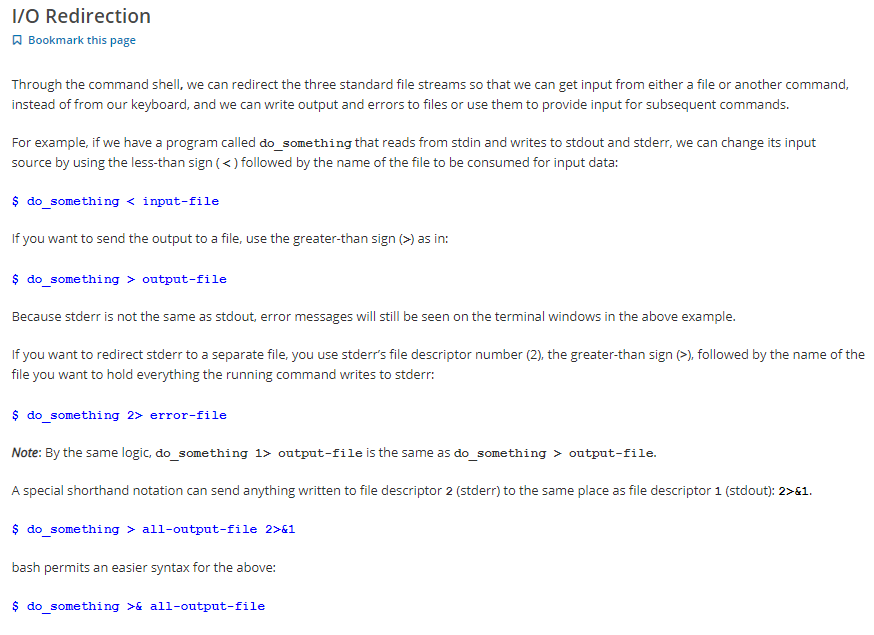 I/O Redirection
Bookmark this page
Through the command shell, we can redirect the three standard file streams so that we can get input from either a file or another command,
instead of from our keyboard, and we can write output and errors to files or use them to provide input for subsequent commands.
For example, if we have a program called do_something that reads from stdin and writes to stdout and stderr, we can change its input
source by using the less-than sign ( < ) followed by the name of the file to be consumed for input data:
$ do_something < input-file
If you want to send the output to a file, use the greater-than sign (>) as in:
$ do_something > output-file
Because stderr is not the same as stdout, error messages will still be seen on the terminal windows in the above example.
If you want to redirect stderr to a separate file, you use stderr's file descriptor number (2), the greater-than sign (>), followed by the name of the
file you want to hold everything the running command writes to stderr:
$ do_something 2> error-file
Note: By the same logic, do_something 1> output-file is the same as do_something > output-file.
A special shorthand notation can send anything written to file descriptor 2 (stderr) to the same place as file descriptor 1 (stdout): 2>&1.
$ do_something > all-output-file 2>&1
bash permits an easier syntax for the above:
$ do_something >& all-output-file